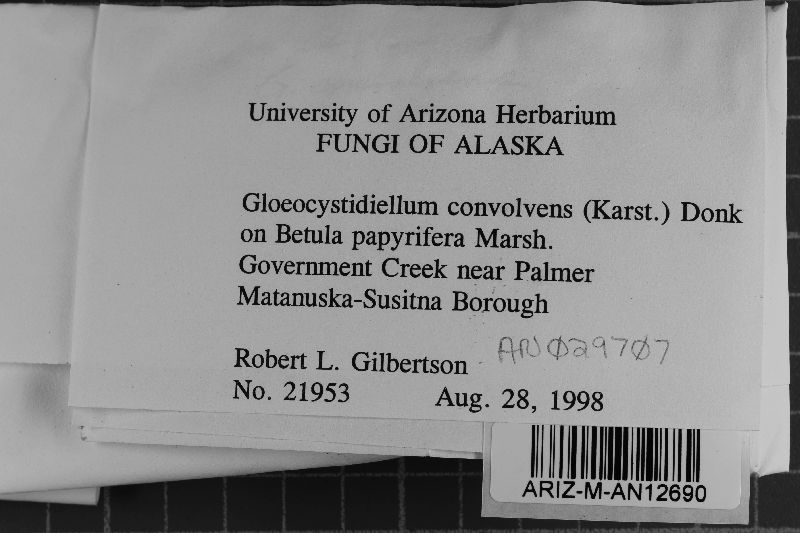 University of Arizona Herbarium
FUNGI OF ALASKA
Gloeocystidiellum convolvens (Karst.) Donk
on Betula papyrifera Marsh.
Government Creek near Palmer
Matanuska-Susitna Borough
Robert L. Gilbertson
AN029707
No. 21953 Aug. 28, 1998
ARIZ-M-AN12690